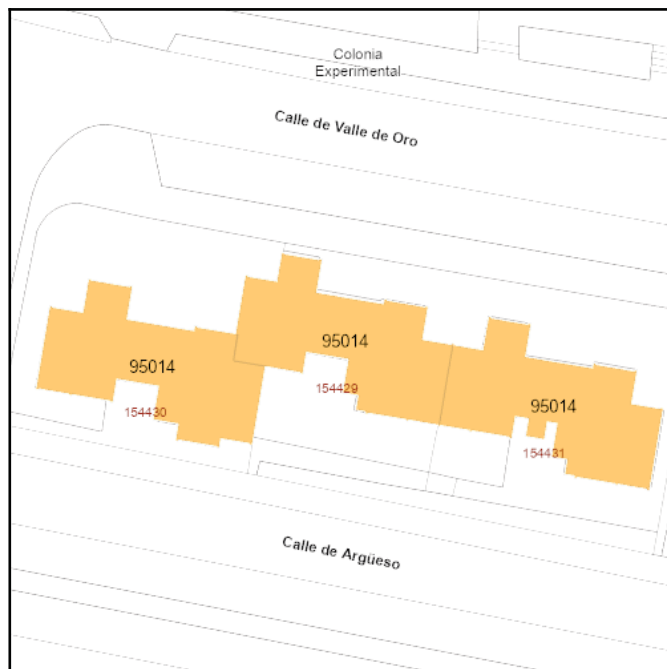 Colonia
Experimental
Calle de Valle de Oro
95014
154429
95014
154430
95014
154431
Calle de Argüeso